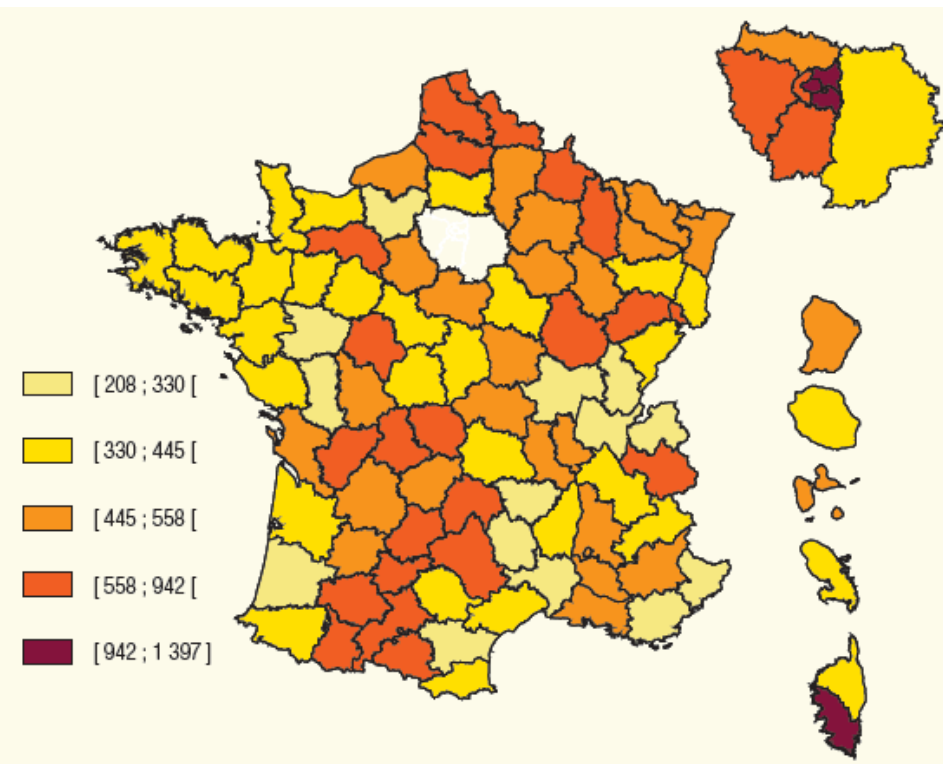 [ 208 ; 330 [
[ 330 ; 445 [
[ 445 ; 558 [
[ 558 ; 942 [
[ 942 ; 1 397 ]